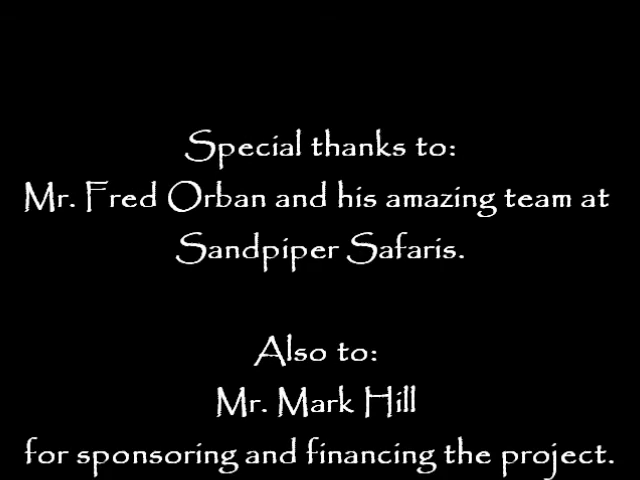 Special thanks to:
Mr. Fred Orban and his amazing team at
Sandpiper Safaris.
Also to:
Mr. Mark Hill
for sponsoring and financing the project.